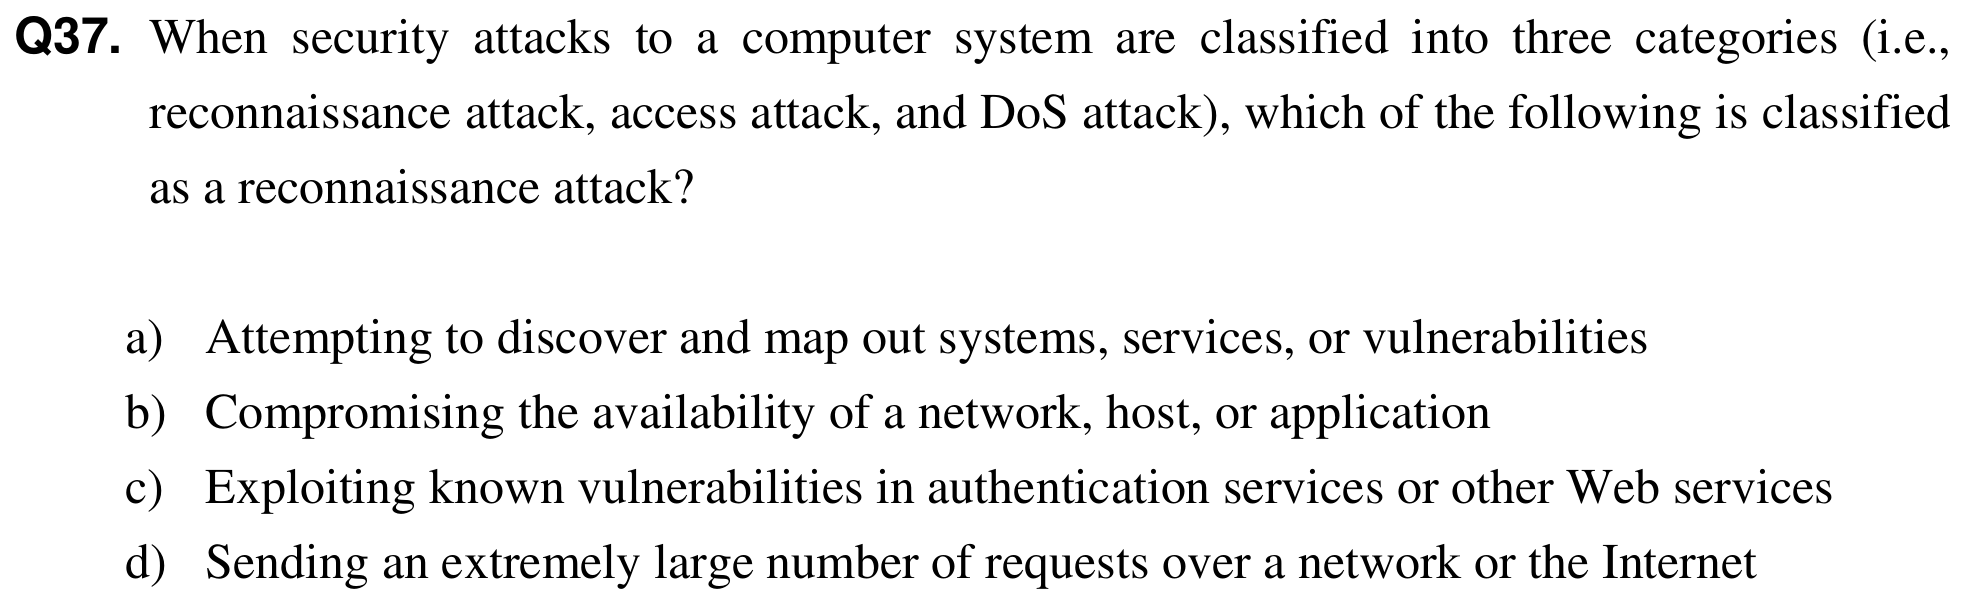 Q37. When security attacks to a computer system are classified into three categories (i.e.,
reconnaissance attack, access attack, and DoS attack), which of the following is classified
as a reconnaissance attack?
a) Attempting to discover and map out systems, services, or vulnerabilities
b) Compromising the availability of a network, host, or application
c) Exploiting known vulnerabilities in authentication services or other Web services
d) Sending an extremely large number of requests over a network or the Internet